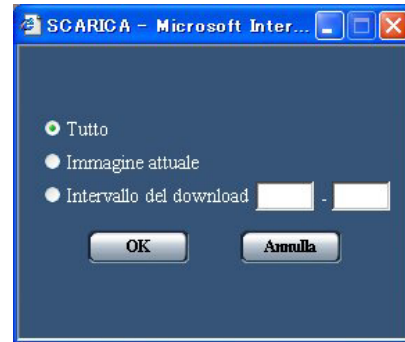 SCARICA - Microsoft Inter...
Tutto
Immagine attuale
Intervallo del download -
OK Annulla